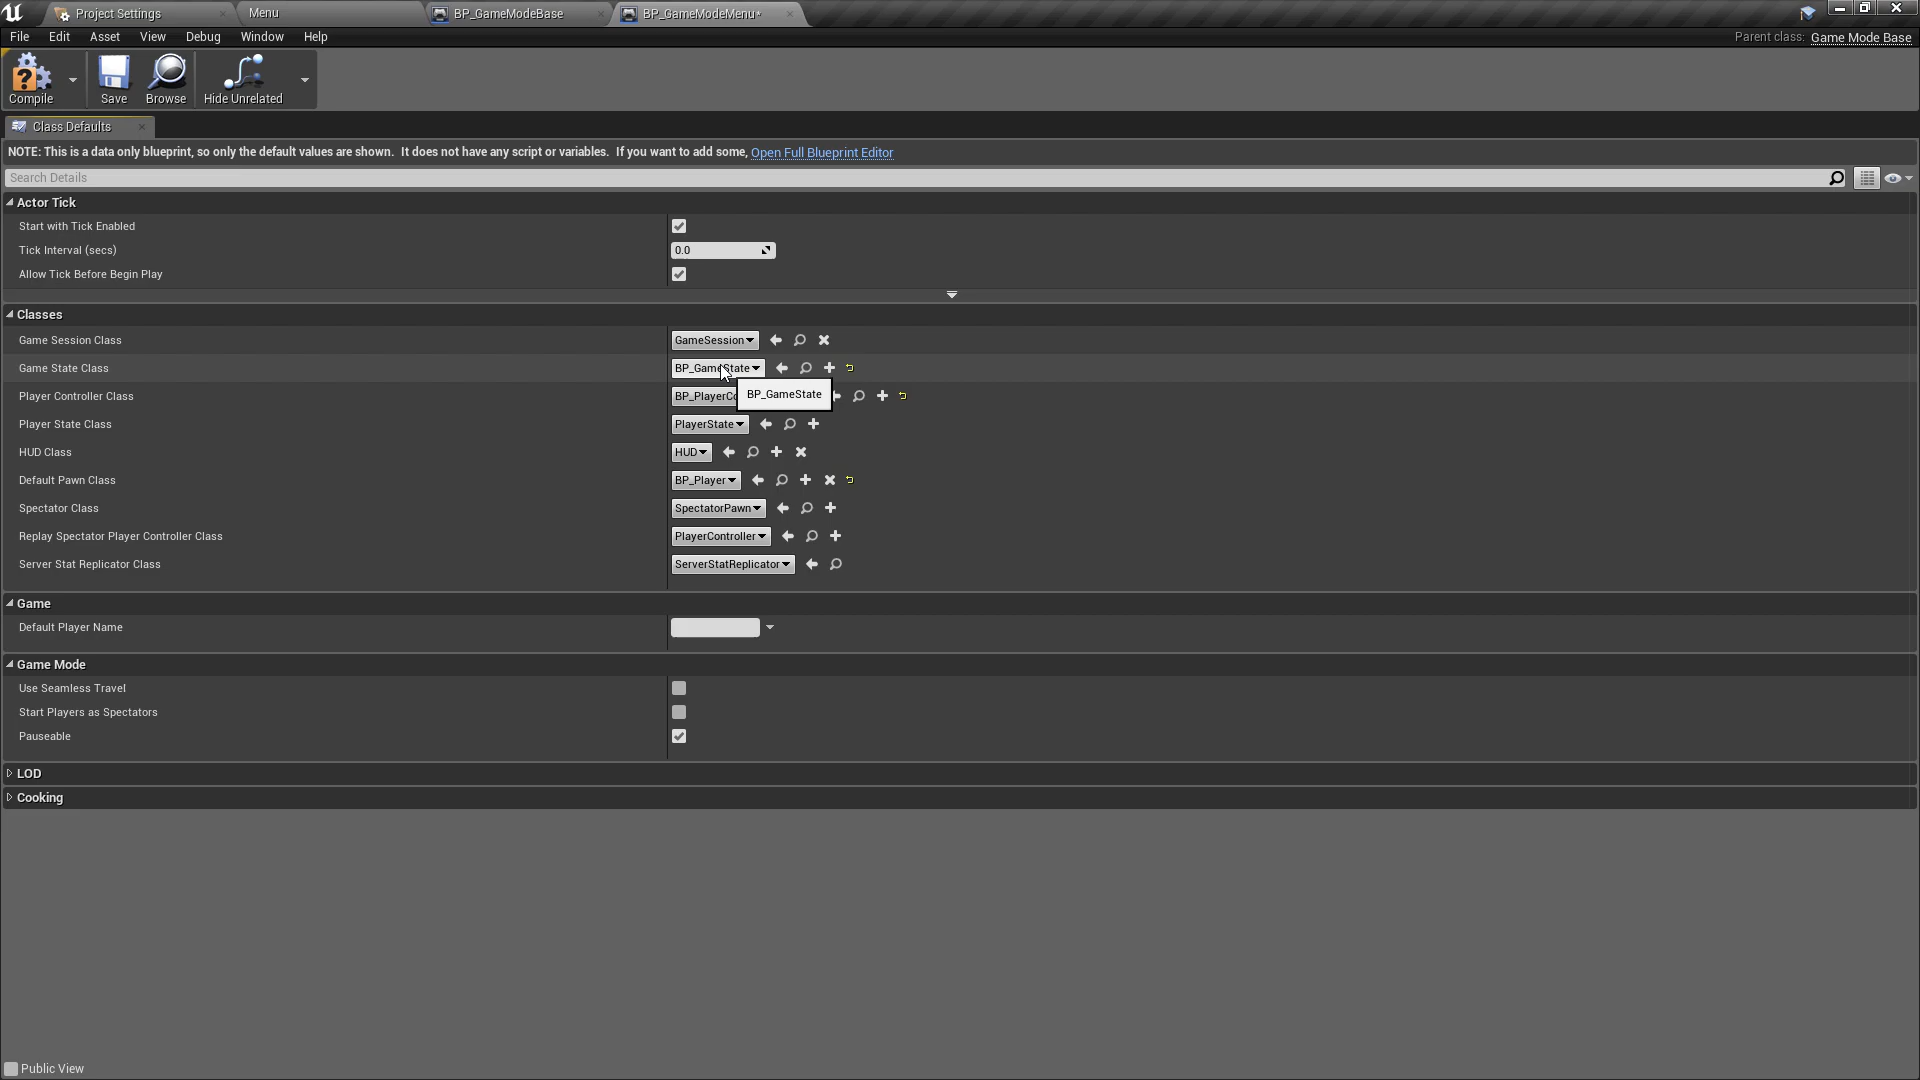 Project Settings
Menu
BP_GameModeBase
BP_GameModeMenu*
File Edit Asset View Debug Window Help
Parent class: Game Mode Base
Compile
Save
Browse
Hide Unrelated
Class Defaults
NOTE: This is a data only blueprint, so only the default values are shown. It does not have any script or variables. If you want to add some, Open Full Blueprint Editor
Search Details
Actor Tick
Start with Tick Enabled
Tick Interval (secs) 0.0
Allow Tick Before Begin Play
Classes
Game Session Class GameSession
Game State Class BP_GameState
Player Controller Class
BP_GameState
Player State Class PlayerState
HUD Class HUD
Default Pawn Class BP_Player
Spectator Class SpectatorPawn
Replay Spectator Player Controller Class PlayerController
Server Stat Replicator Class ServerStatReplicator
Game
Default Player Name
Game Mode
Use Seamless Travel
Start Players as Spectators
Pauseable
LOD
Cooking
Public View